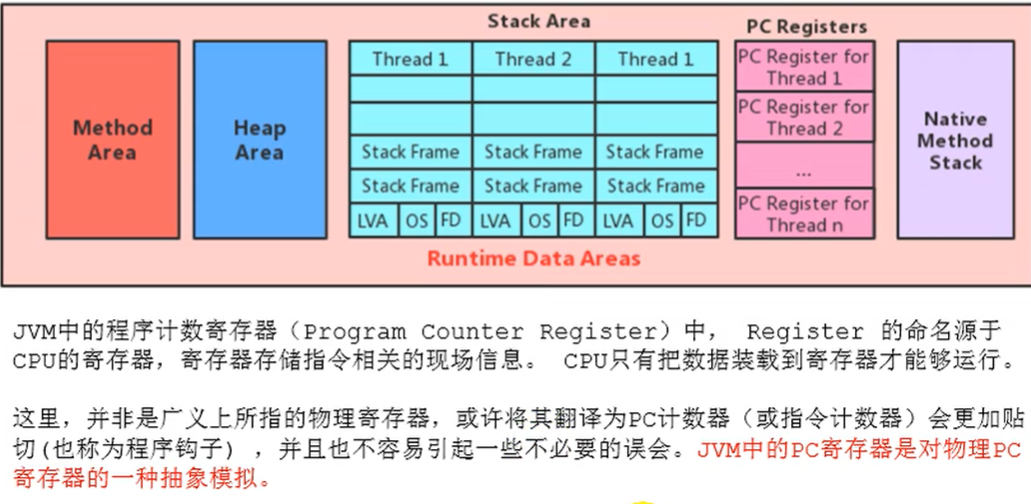 Stack Area
PC Registers
Method
Area
Heap
Area
Thread 1
Thread 2
Thread 1
Stack Frame
Stack Frame
Stack Frame
Stack Frame
Stack Frame
Stack Frame
LVA
OS
FD
LVA
OS
FD
LVA
OS
FD
PC Register for
Thread 1
PC Register for
Thread 2
...
PC Register for
Thread n
Native
Method
Stack
Runtime Data Areas
JVM中的程序计数寄存器（Program Counter Register）中， Register 的命名源于
CPU的寄存器，寄存器存储指令相关的现场信息。 CPU只有把数据装载到寄存器才能够运行。
这里，并非是广义上所指的物理寄存器，或许将其翻译为PC计数器（或指令计数器）会更加贴
切(也称为程序钩子) ，并且也不容易引起一些不必要的误会。JVM中的PC寄存器是对物理PC
寄存器的一种抽象模拟。